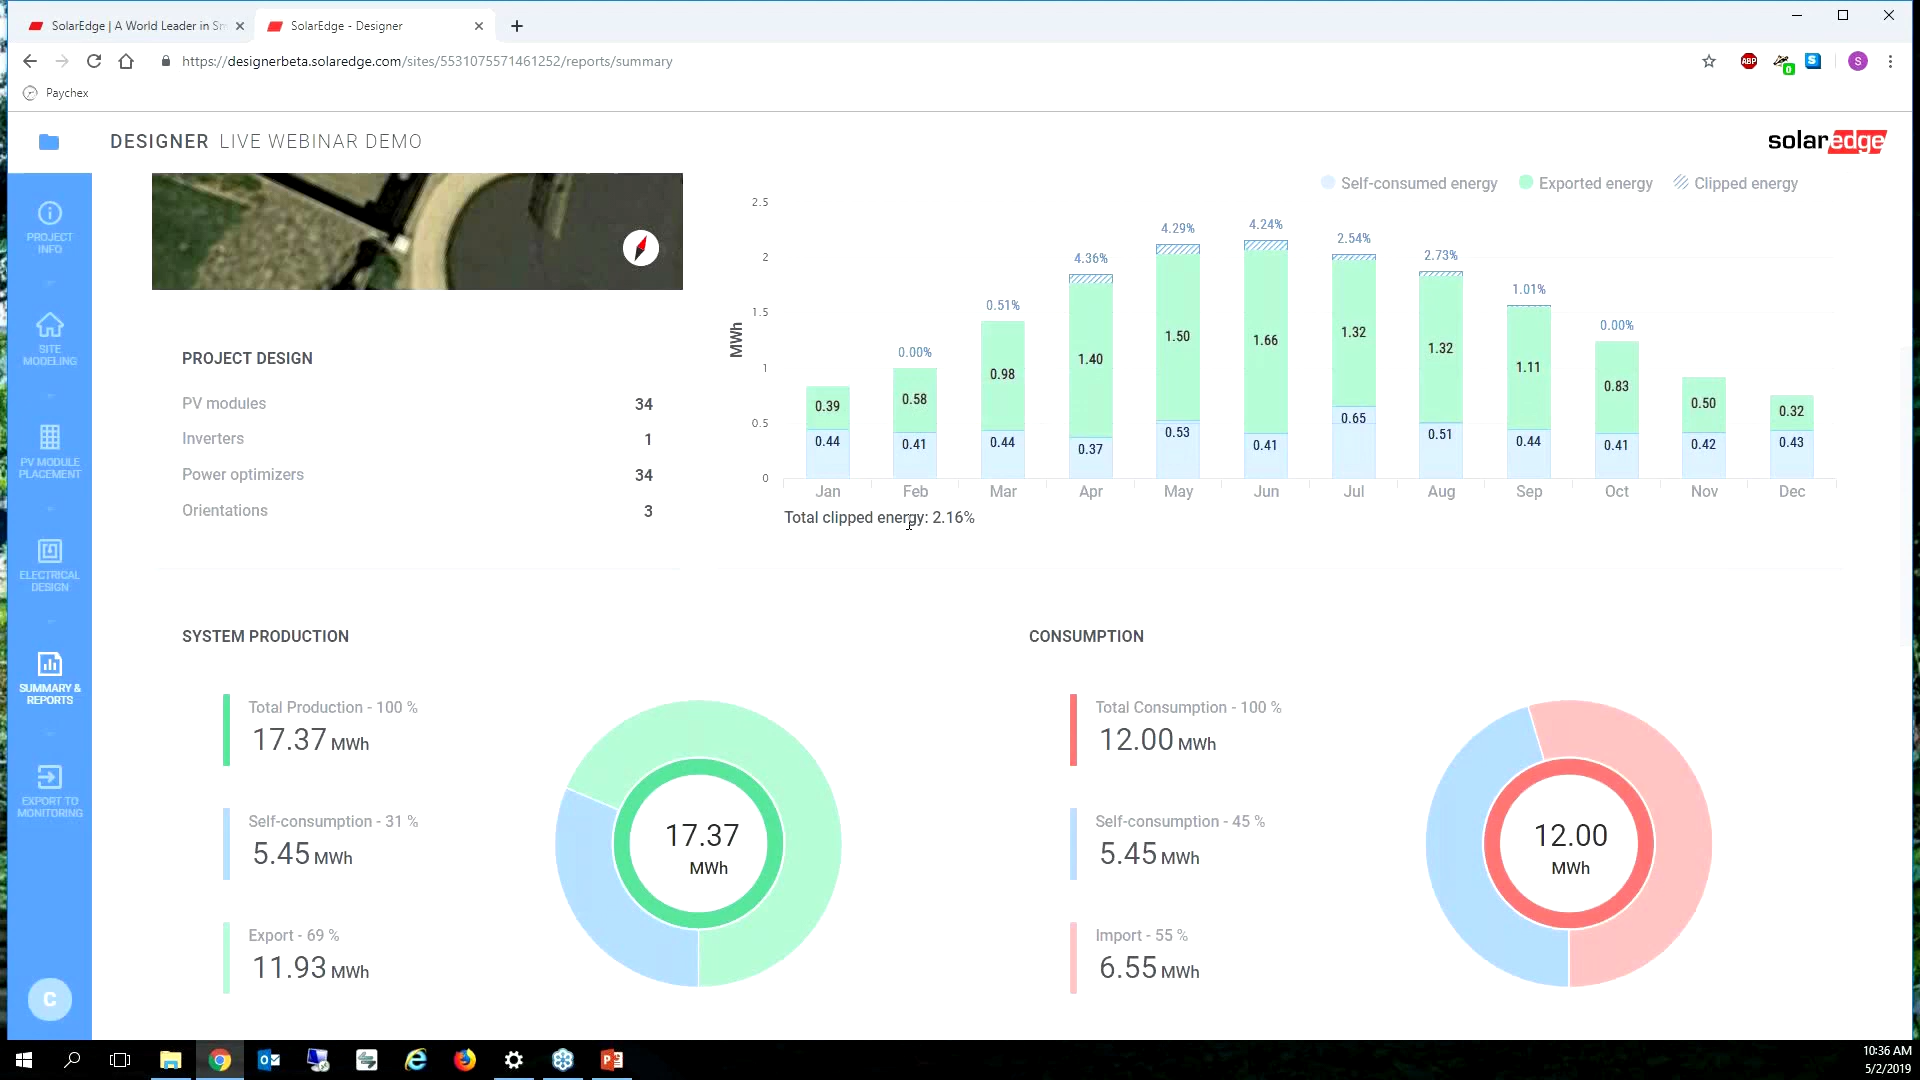 SolarEdge | A World Leader in Sm
SolarEdge - Designer
https://designerbeta.solaredge.com/sites/5531075571461252/reports/summary
ABP
0
S
S
Paychex
DESIGNER LIVE WEBINAR DEMO
solaredge
PROJECT
INFO
SITE
MODELING
PV MODULE
PLACEMENT
ELECTRICAL
DESIGN
SUMMARY &
REPORTS
EXPORT TO
MONITORING
C
PROJECT DESIGN
PV modules 34
Inverters 1
Power optimizers 34
Orientations 3
Self-consumed energy Exported energy Clipped energy
MWh
2.5
2
1.5
1
0.5
0
0.00% 0.51% 4.36% 4.29% 4.24% 2.54% 2.73% 1.01% 0.00%
0.39 0.58 0.98 1.40 1.50 1.66 1.32 1.32 1.11 0.83 0.50 0.32
0.44 0.41 0.44 0.37 0.53 0.41 0.65 0.51 0.44 0.41 0.42 0.43
Jan Feb Mar Apr May Jun Jul Aug Sep Oct Nov Dec
Total clipped energy: 2.16%
SYSTEM PRODUCTION
Total Production - 100 %
17.37 MWh
Self-consumption - 31 %
5.45 MWh
Export - 69 %
11.93 MWh
17.37
MWh
CONSUMPTION
Total Consumption - 100 %
12.00 MWh
Self-consumption - 45 %
5.45 MWh
Import - 55 %
6.55 MWh
12.00
MWh
10:36 AM
5/2/2019